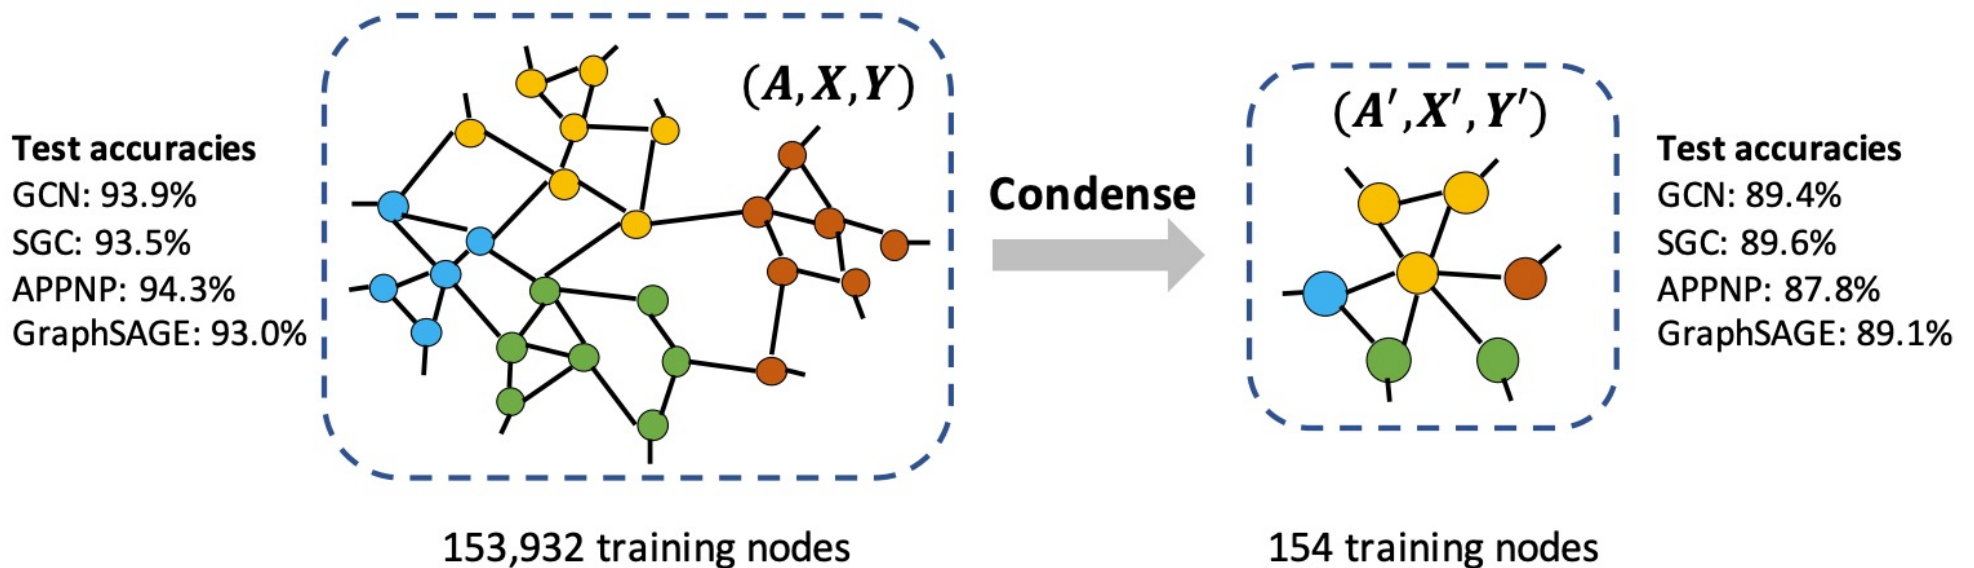 Test accuracies
GCN: 93.9%
SGC: 93.5%
APPNP: 94.3%
GraphSAGE: 93.0%
(A, X, Y)
153,932 training nodes
Condense
(A′, X′, Y′)
154 training nodes
Test accuracies
GCN: 89.4%
SGC: 89.6%
APPNP: 87.8%
GraphSAGE: 89.1%